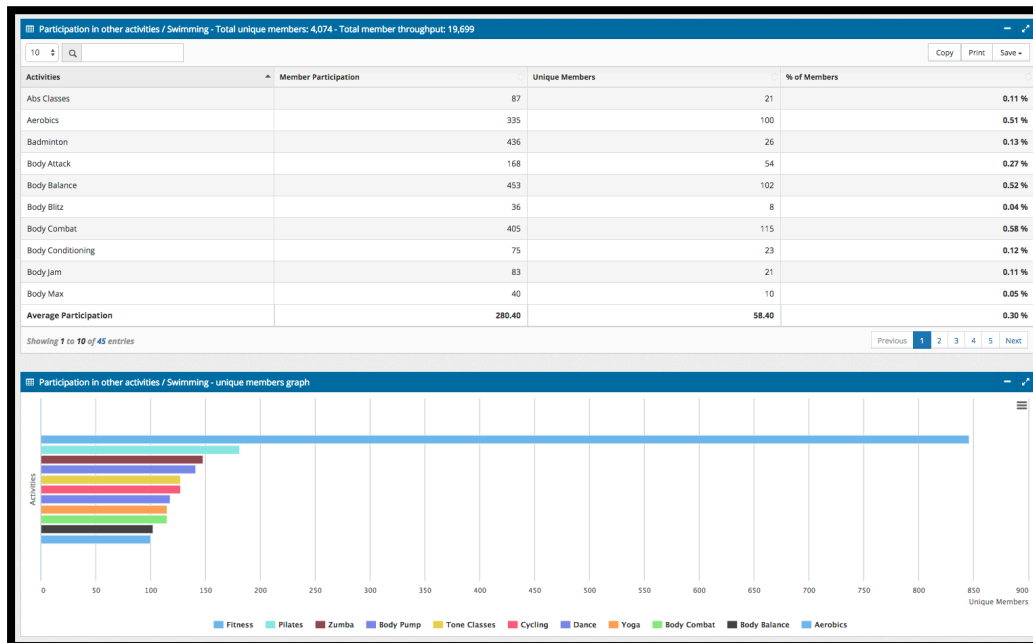 Participation in other activities / Swimming - Total unique members: 4,074 - Total member throughput: 19,699
10
Copy Print Save
Activities Member Participation Unique Members % of Members
Abs Classes 87 21 0.11 %
Aerobics 335 100 0.51 %
Badminton 436 26 0.13 %
Body Attack 168 54 0.27 %
Body Balance 453 102 0.52 %
Body Blitz 36 8 0.04 %
Body Combat 405 115 0.58 %
Body Conditioning 75 23 0.12 %
Body Jam 83 21 0.11 %
Body Max 40 10 0.05 %
Average Participation 280.40 58.40 0.30 %
Showing 1 to 10 of 45 entries
Previous 1 2 3 4 5 Next
Participation in other activities / Swimming - unique members graph
Activities
0 50 100 150 200 250 300 350 400 450 500 550 600 650 700 750 800 850 900
Unique Members
Fitness Pilates Zumba Body Pump Tone Classes Cycling Dance Yoga Body Combat Body Balance Aerobics